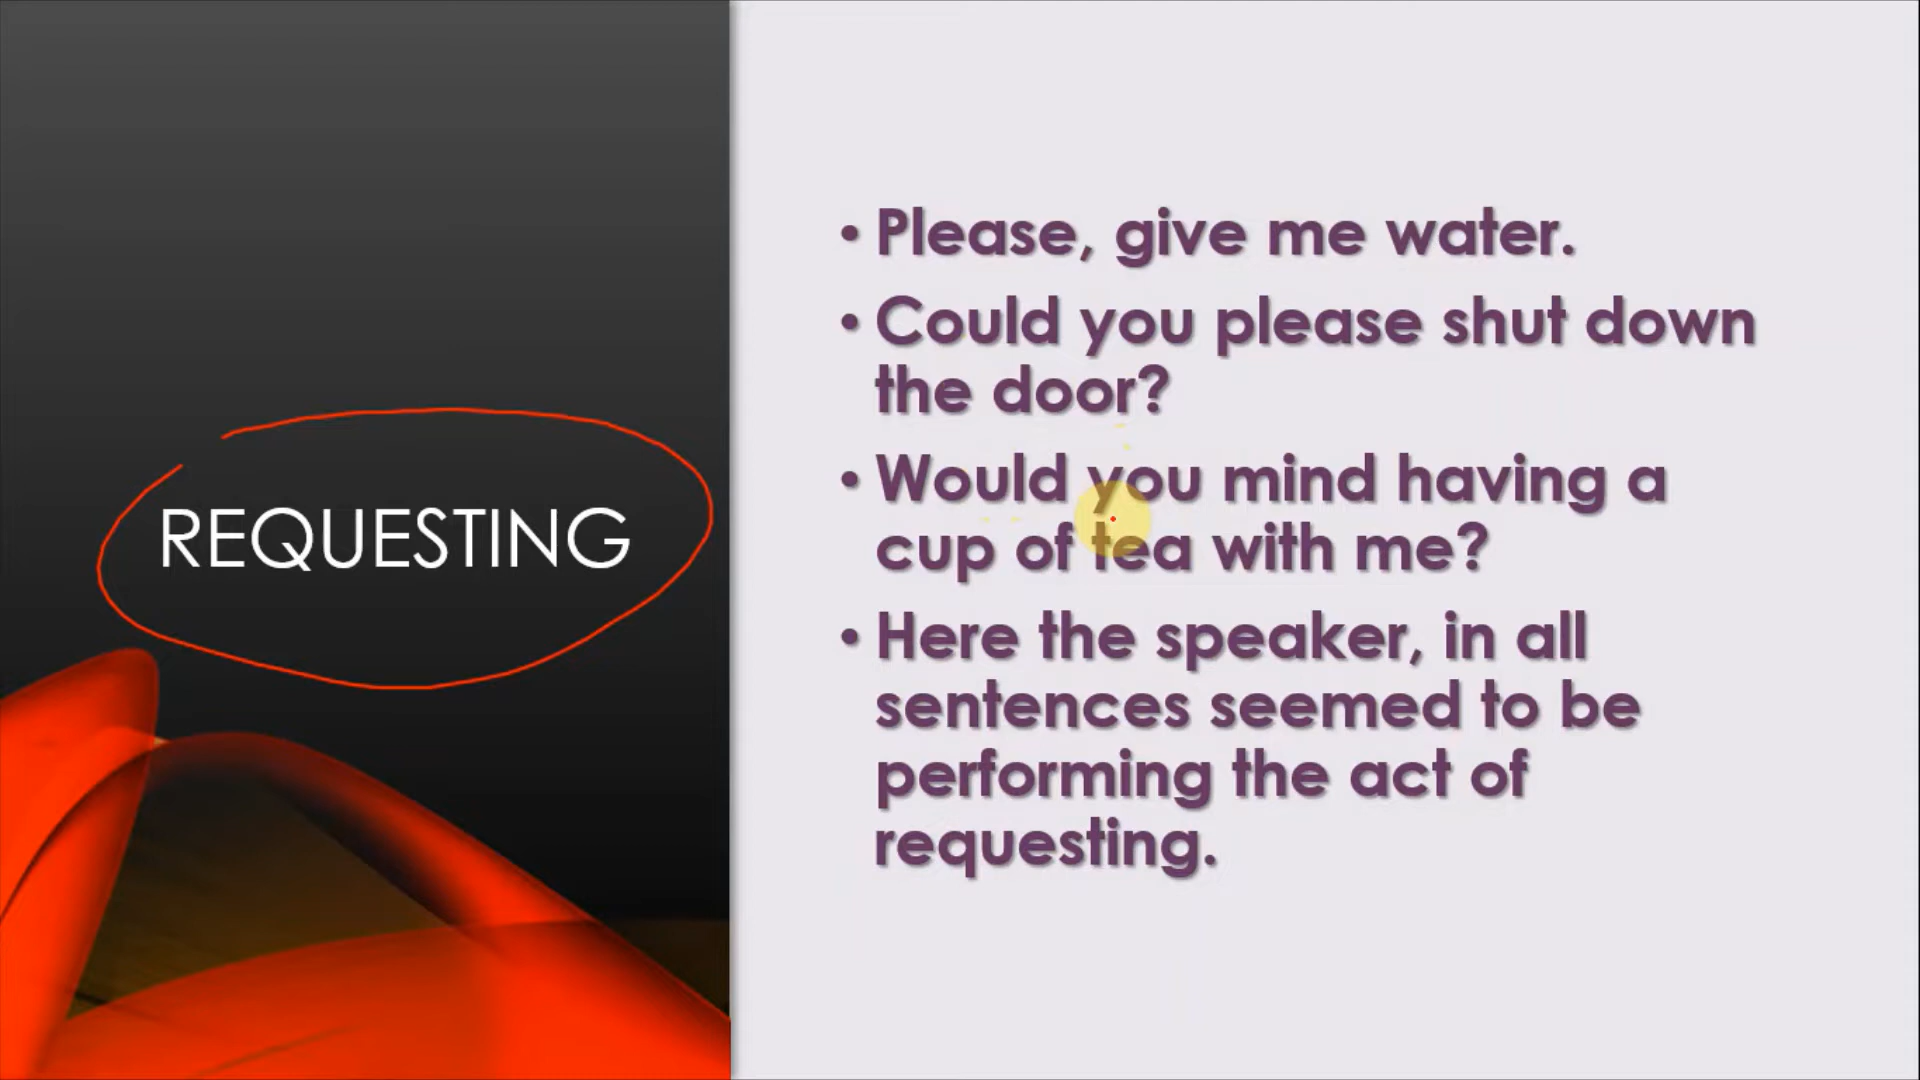 REQUESTING
• Please, give me water.
• Could you please shut down
the door?
• Would you mind having a
cup of tea with me?
• Here the speaker, in all
sentences seemed to be
performing the act of
requesting.